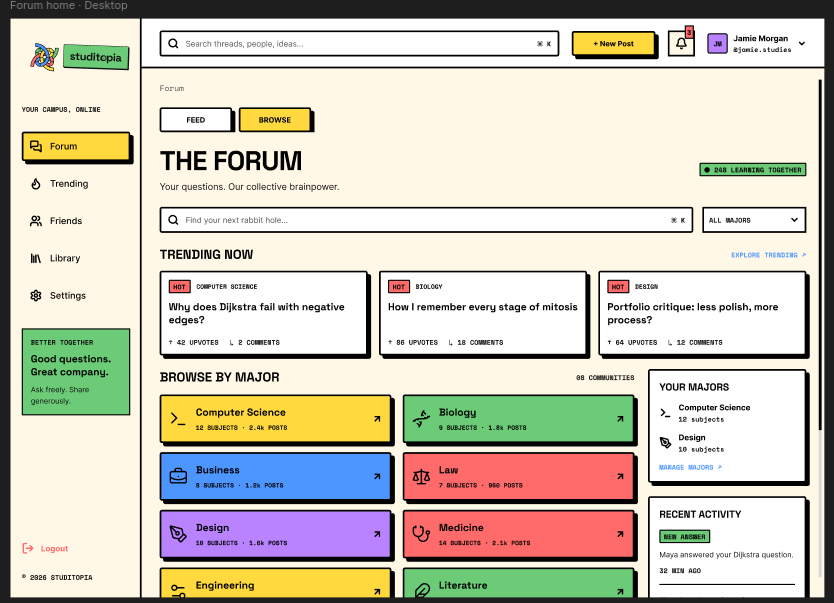 Forum home · Desktop
studitopia
Search threads, people, ideas...
⌘ K
+ New Post
3
JM
Jamie Morgan
@jamie.studies
YOUR CAMPUS, ONLINE
Forum
Trending
Friends
Library
Settings
BETTER TOGETHER
Good questions.
Great company.
Ask freely. Share
generously.
Logout
© 2026 STUDITOPIA
Forum
FEED
BROWSE
THE FORUM
Your questions. Our collective brainpower.
248 LEARNING TOGETHER
Find your next rabbit hole...
⌘ K
ALL MAJORS
TRENDING NOW
EXPLORE TRENDING ↗
HOT COMPUTER SCIENCE
Why does Dijkstra fail with negative
edges?
↑ 42 UPVOTES ↳ 2 COMMENTS
HOT BIOLOGY
How I remember every stage of mitosis
↑ 86 UPVOTES ↳ 18 COMMENTS
HOT DESIGN
Portfolio critique: less polish, more
process?
↑ 64 UPVOTES ↳ 12 COMMENTS
BROWSE BY MAJOR
08 COMMUNITIES
Computer Science
12 SUBJECTS · 2.4k POSTS
Biology
9 SUBJECTS · 1.8k POSTS
Business
8 SUBJECTS · 1.2k POSTS
Law
7 SUBJECTS · 960 POSTS
Design
10 SUBJECTS · 1.6k POSTS
Medicine
14 SUBJECTS · 2.1k POSTS
Engineering
Literature
YOUR MAJORS
Computer Science
12 subjects
Design
10 subjects
MANAGE MAJORS ↗
RECENT ACTIVITY
NEW ANSWER
Maya answered your Dijkstra question.
32 MIN AGO